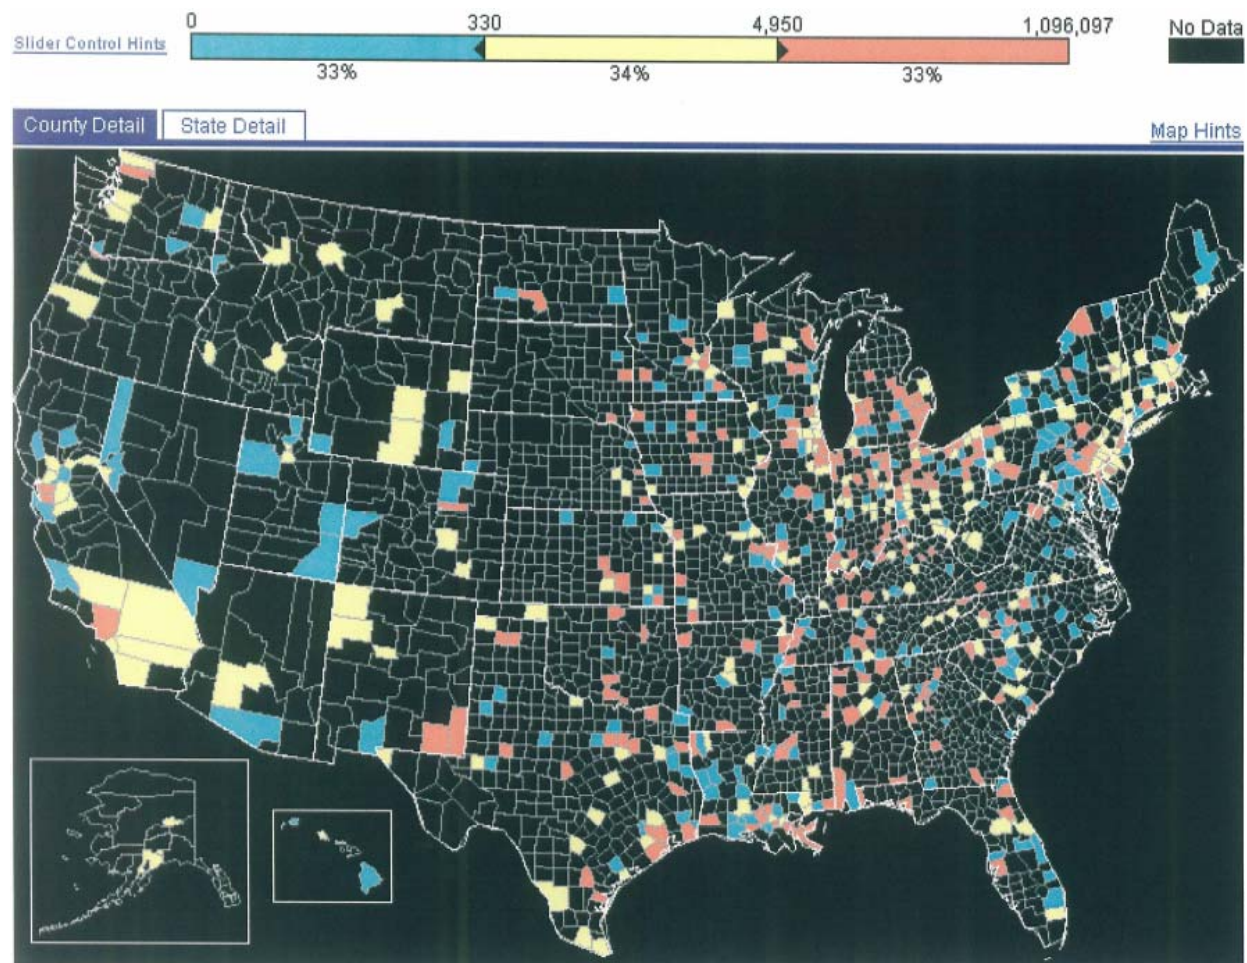 0 330 4,950 1,096,097 No Data
Slider Control Hints
33% 34% 33%
County Detail State Detail
Map Hints